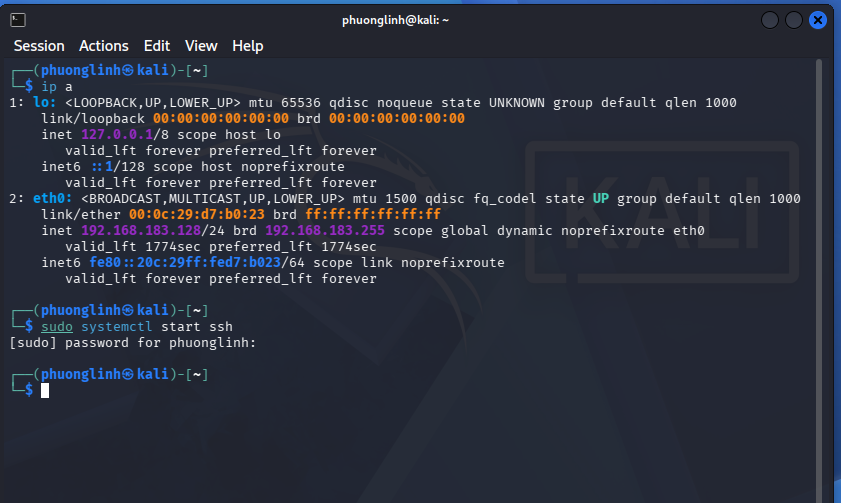 phuonglinh@kali: ~
Session Actions Edit View Help
┌──(phuonglinh㉿kali)-[~]
└─$ ip a
1: lo: <LOOPBACK,UP,LOWER_UP> mtu 65536 qdisc noqueue state UNKNOWN group default qlen 1000
    link/loopback 00:00:00:00:00:00 brd 00:00:00:00:00:00
    inet 127.0.0.1/8 scope host lo
       valid_lft forever preferred_lft forever
    inet6 ::1/128 scope host noprefixroute
       valid_lft forever preferred_lft forever
2: eth0: <BROADCAST,MULTICAST,UP,LOWER_UP> mtu 1500 qdisc fq_codel state UP group default qlen 1000
    link/ether 00:0c:29:d7:b0:23 brd ff:ff:ff:ff:ff:ff
    inet 192.168.183.128/24 brd 192.168.183.255 scope global dynamic noprefixroute eth0
       valid_lft 1774sec preferred_lft 1774sec
    inet6 fe80::20c:29ff:fed7:b023/64 scope link noprefixroute
       valid_lft forever preferred_lft forever
KALI
┌──(phuonglinh㉿kali)-[~]
└─$ sudo systemctl start ssh
[sudo] password for phuonglinh:
┌──(phuonglinh㉿kali)-[~]
└─$